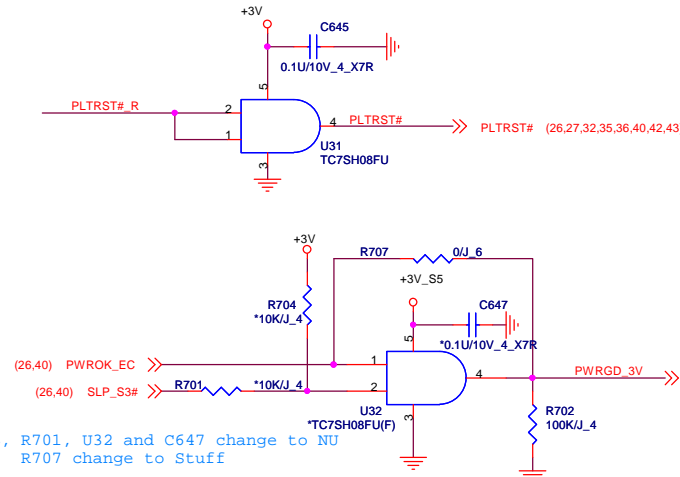 +3V
C645
0.1U/10V_4_X7R
5
PLTRST#_R
2
1
4
PLTRST#
PLTRST# (26,27,32,35,36,40,42,43
U31
TC7SH08FU
3
+3V
R707
0/J_6
+3V_S5
R704
*10K/J_4
C647
*0.1U/10V_4_X7R
5
(26,40) PWROK_EC
1
(26,40) SLP_S3#
R701
*10K/J_4
2
4
PWRGD_3V
U32
*TC7SH08FU(F)
3
R702
100K/J_4
, R701, U32 and C647 change to NU
R707 change to Stuff